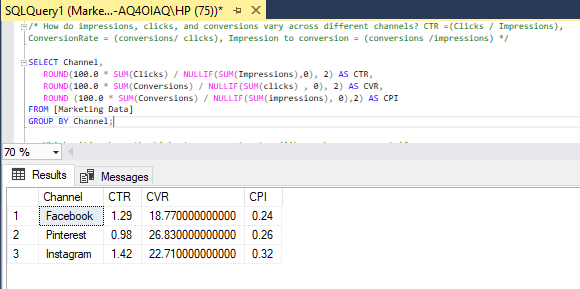 SQLQuery1 (Marke...-AQ4OIAQ\HP (75))*
/* How do impressions, clicks, and conversions vary across different channels? CTR =(Clicks / Impressions),
ConversionRate = (conversions/ clicks), Impression to conversion = (conversions /impressions) */
SELECT Channel,
ROUND(100.0 * SUM(Clicks) / NULLIF(SUM(Impressions),0), 2) AS CTR,
ROUND(100.0 * SUM(Conversions) / NULLIF(SUM(clicks) , 0), 2) AS CVR,
ROUND (100.0 * SUM(Conversions) / NULLIF(SUM(impressions), 0),2) AS CPI
FROM [Marketing Data]
GROUP BY Channel;
70 %
Results Messages
Channel CTR CVR CPI
1 Facebook 1.29 18.770000000000 0.24
2 Pinterest 0.98 26.830000000000 0.26
3 Instagram 1.42 22.710000000000 0.32